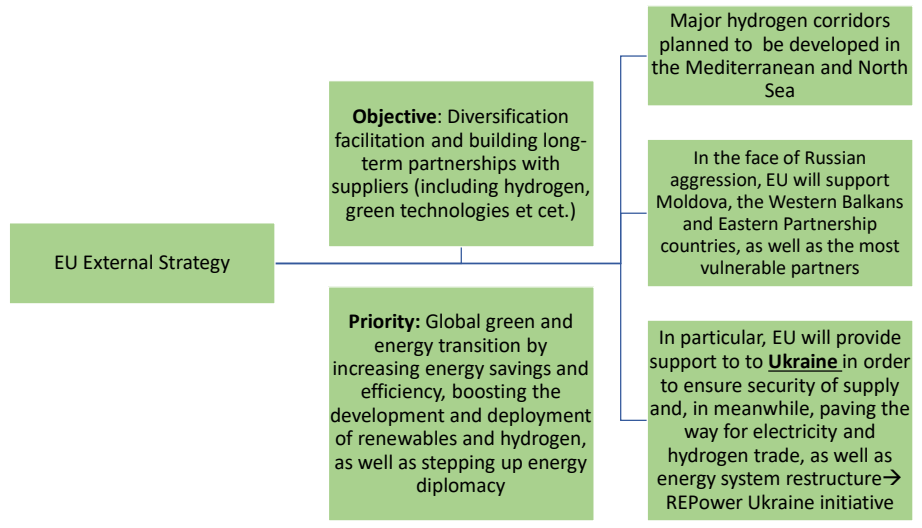 EU External Strategy
Objective: Diversification
facilitation and building long-
term partnerships with
suppliers (including hydrogen,
green technologies et cet.)
Priority: Global green and
energy transition by
increasing energy savings and
efficiency, boosting the
development and deployment
of renewables and hydrogen,
as well as stepping up energy
diplomacy
Major hydrogen corridors
planned to be developed in
the Mediterranean and North
Sea
In the face of Russian
aggression, EU will support
Moldova, the Western Balkans
and Eastern Partnership
countries, as well as the most
vulnerable partners
In particular, EU will provide
support to to Ukraine in order
to ensure security of supply
and, in meanwhile, paving the
way for electricity and
hydrogen trade, as well as
energy system restructure→
REPower Ukraine initiative